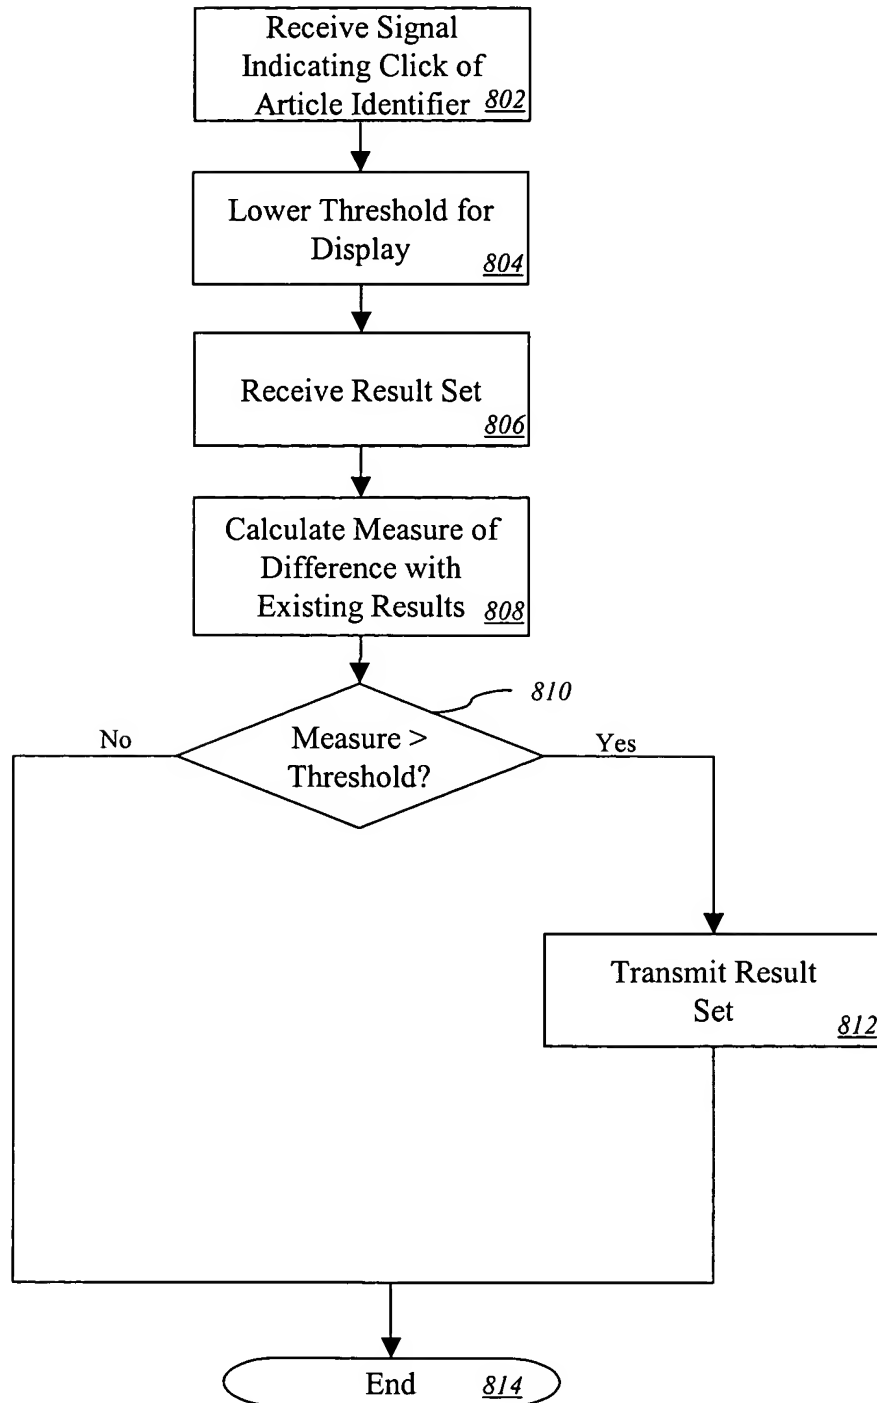 Receive Signal
Indicating Click of
Article Identifier 802
Lower Threshold for
Display
804
Receive Result Set
806
Calculate Measure of
Difference with
Existing Results 808
810
No
Measure >
Threshold?
Yes
Transmit Result
Set
812
End 814